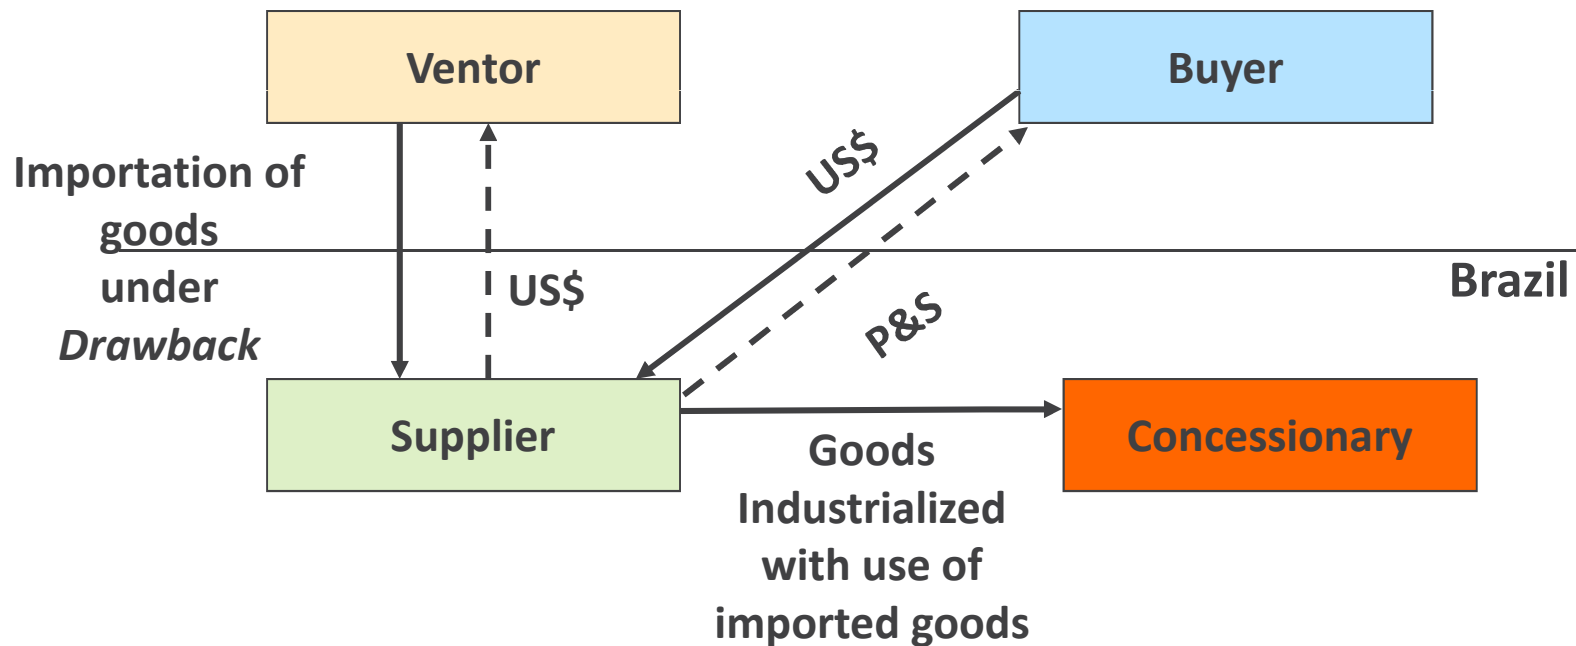 Ventor
Buyer
Importation of
goods
under
Drawback
US$
US$
P&S
Brazil
Supplier
Concessionary
Goods
Industrialized
with use of
imported goods